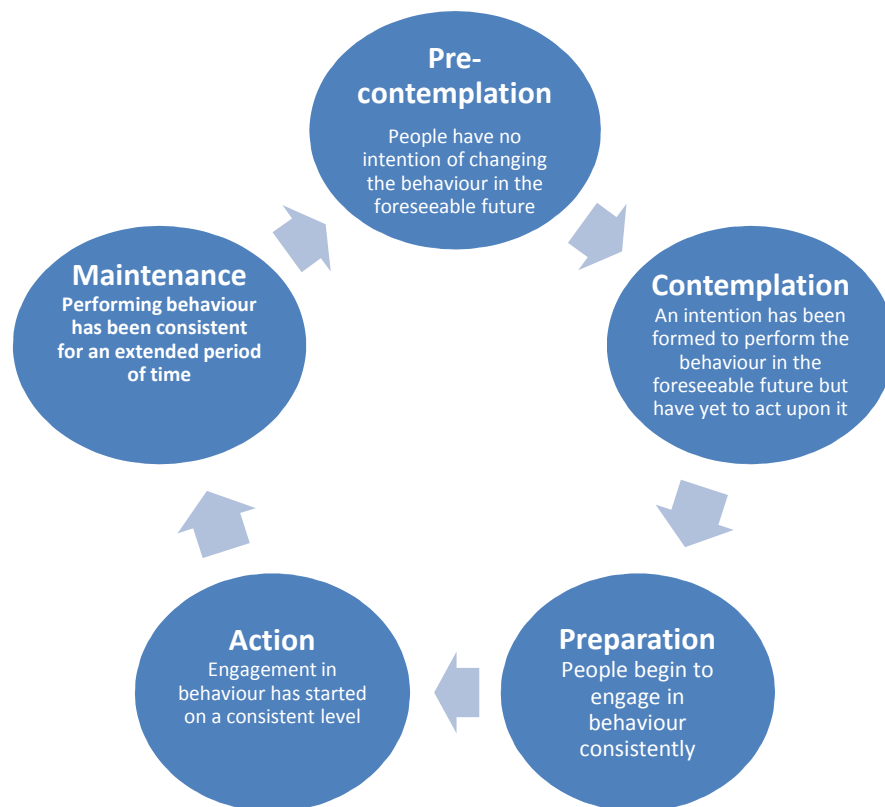 Pre-
contemplation
People have no
intention of changing
the behaviour in the
foreseeable future
Contemplation
An intention has been
formed to perform the
behaviour in the
foreseeable future but
have yet to act upon it
Preparation
People begin to
engage in
behaviour
consistently
Action
Engagement in
behaviour has started
on a consistent level
Maintenance
Performing behaviour
has been consistent
for an extended period
of time